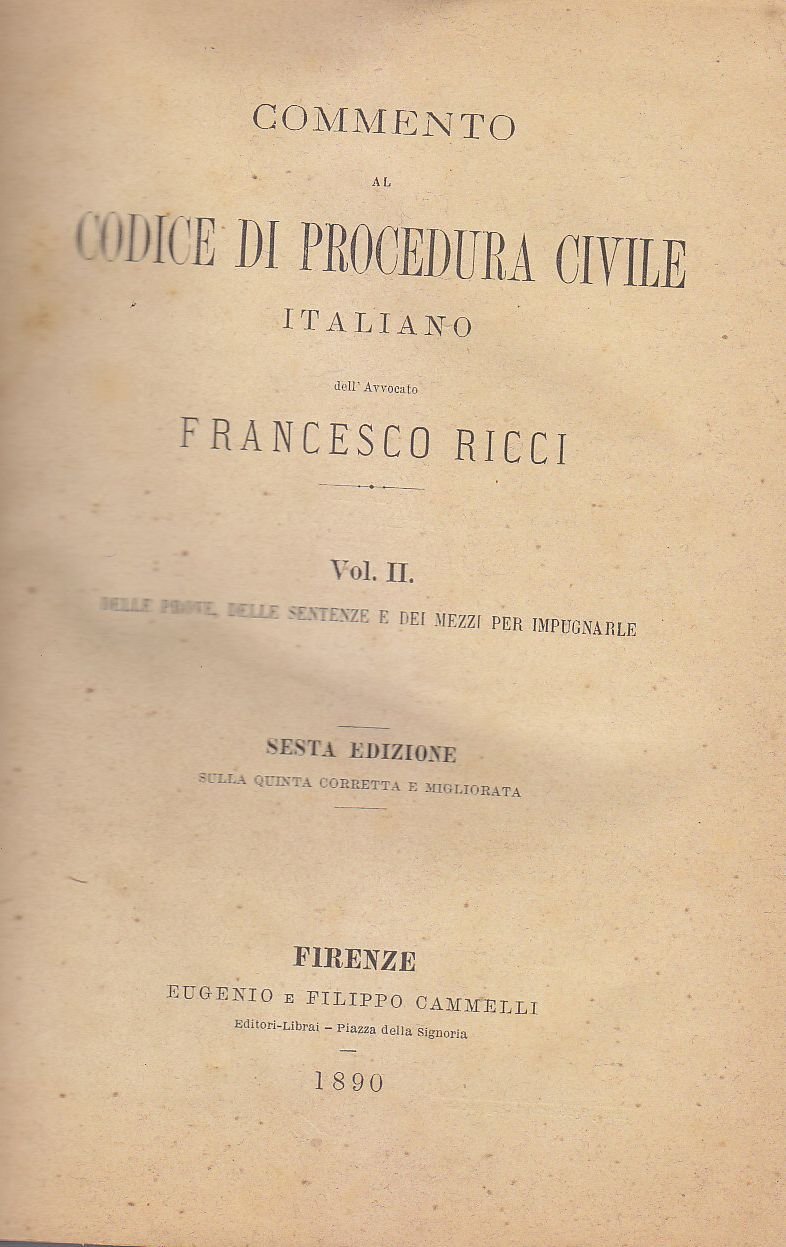 COMMENTO
AL
CODICE DI PROCEDURA CIVILE
ITALIANO
dell' Avvocato
FRANCESCO RICCI
Vol. II.
DELLE PROVE, DELLE SENTENZE E DEI MEZZI PER IMPUGNARLE
SESTA EDIZIONE
SULLA QUINTA CORRETTA E MIGLIORATA
FIRENZE
EUGENIO E FILIPPO CAMMELLI
Editori-Librai – Piazza della Signoria
1890